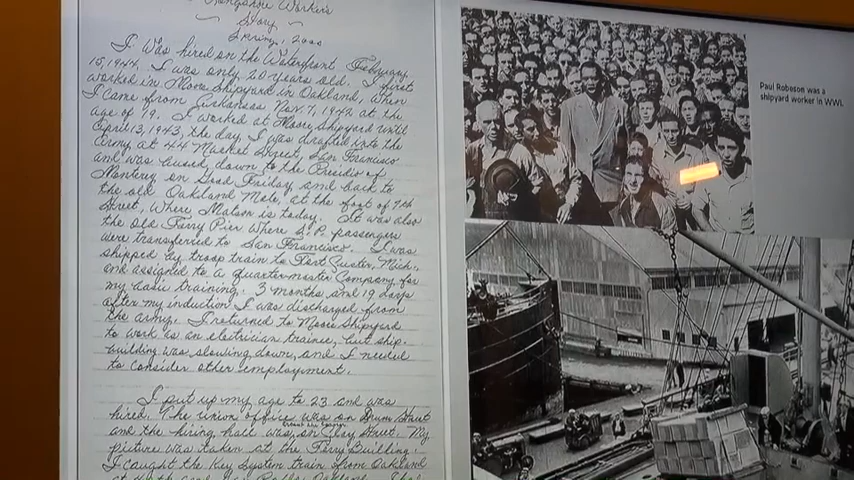 Longshore Worker's
Story
Spring, 2000
I was hired on the Waterfront February
15, 1944. I was only 20 years old. I first
worked in Moore Shipyard in Oakland, when
I came from Arkansas Nov. 7, 1942 at the
age of 19. I worked at Moore Shipyard until
April 13, 1943, the day I was drafted into the
Army at 44 Market Street, San Francisco
and was bused down to the Presidio of
Monterey on Good Friday and back to
the old Oakland Mole, at the foot of 7th
Street, where Matson is today. It was also
the old Ferry Pier where S.P. passengers
were transferred to San Francisco. I was
shipped by troop train to Fort Custer, Mich.,
and assigned to a Quartermaster Company for
my basic training. 3 months and 19 days
after my induction I was discharged from
the army. I returned to Moore Shipyard
to work as an electrician trainee, but ship-
building was slowing down, and I needed
to consider other employment.
I put up my age to 23 and was
hired. The union office was on Drum Street
and the hiring hall was on Clay Street. My
picture was taken at the Ferry Building.
I caught the Key System train from Oakland
Paul Robeson was a
shipyard worker in WWI.